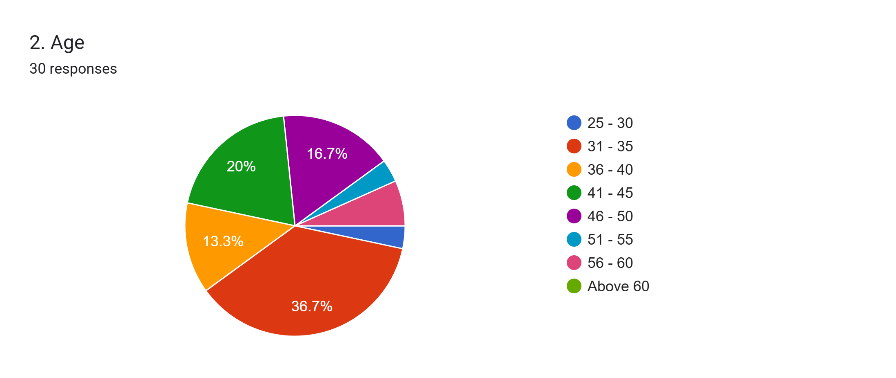 2. Age
30 responses
16.7%
20%
13.3%
36.7%
25 - 30
31 - 35
36 - 40
41 - 45
46 - 50
51 - 55
56 - 60
Above 60